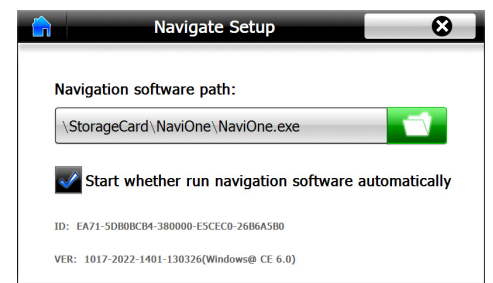 Navigate Setup
Navigation software path:
\StorageCard\NaviOne\NaviOne.exe
Start whether run navigation software automatically
ID: EA71-5DB0BCB4-380000-E5CEC0-26B6A5B0
VER: 1017-2022-1401-130326(Windows@ CE 6.0)